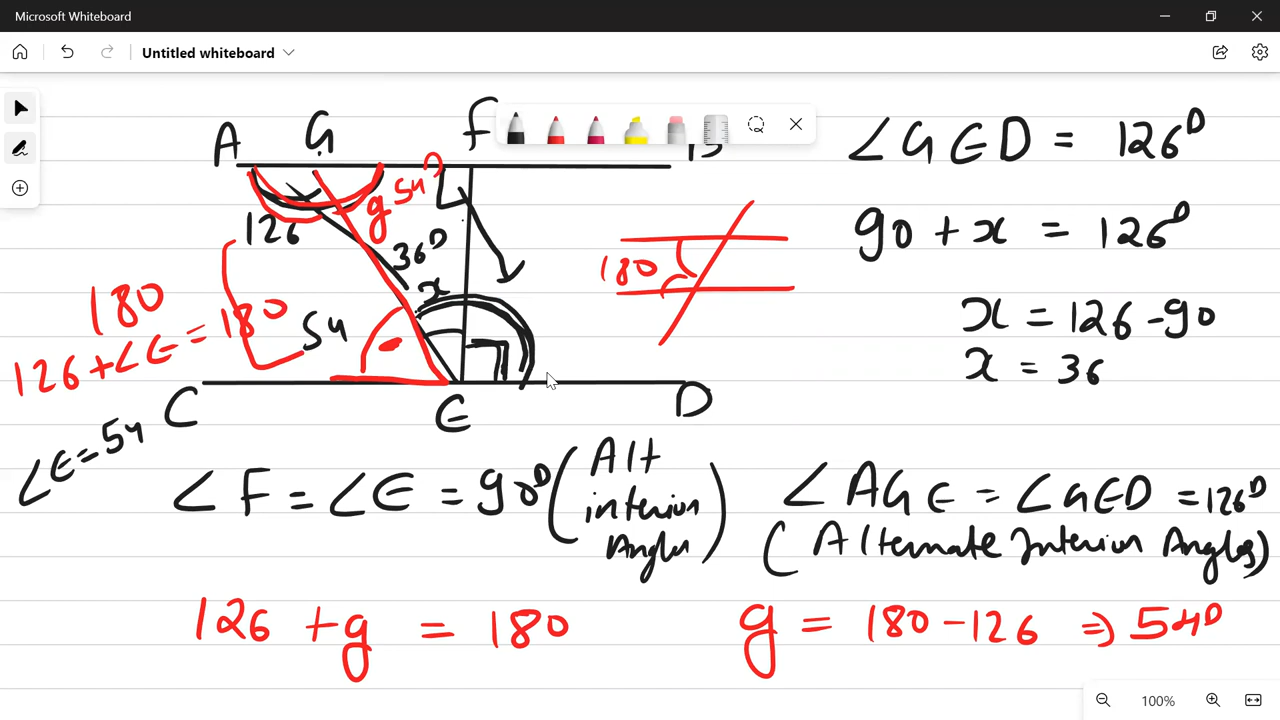 Microsoft Whiteboard
Untitled whiteboard
A G F
∠GED = 126°
126 g 54°
90 + x = 126°
36°
180
180
x
x = 126 - 90
126 + ∠E = 180
54
x = 36
C E D
∠E = 54
∠F = ∠E = 90° (Alt
interior
Angles)
∠AGE = ∠GED = 126°
(Alternate Interior Angles)
126 + g = 180
g = 180 - 126 ⇒ 54°
100%